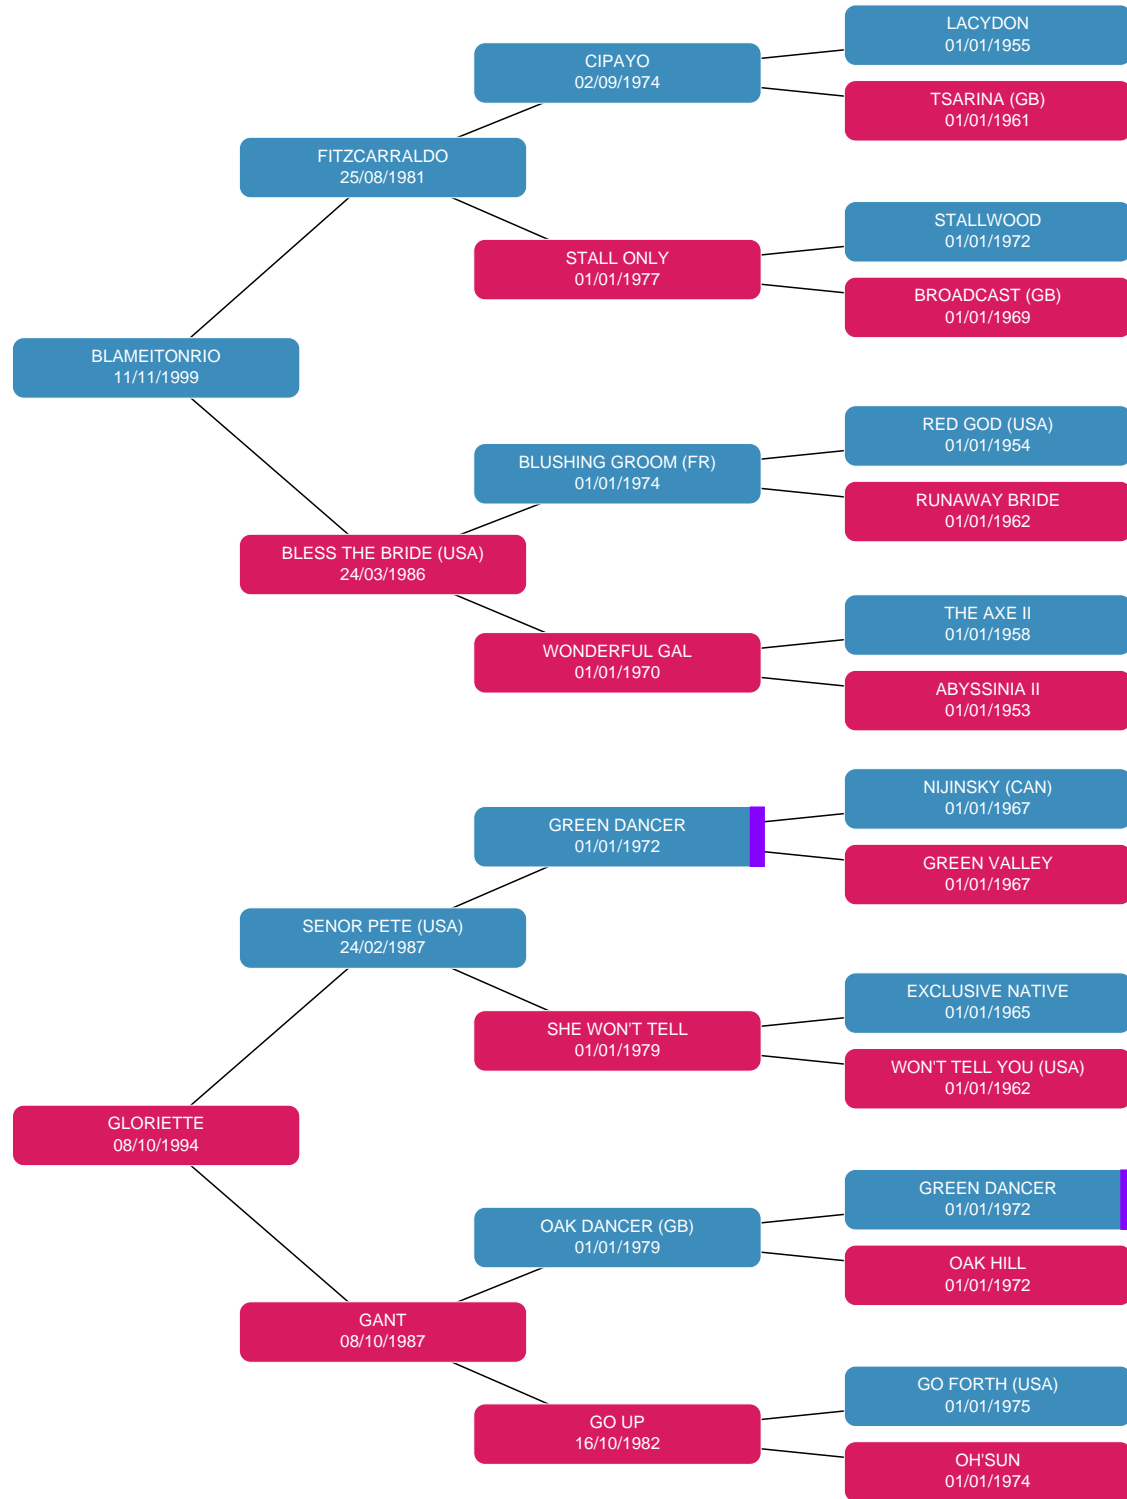 LACYDON
01/01/1955
CIPAYO
02/09/1974
TSARINA (GB)
01/01/1961
FITZCARRALDO
25/08/1981
STALLWOOD
01/01/1972
STALL ONLY
01/01/1977
BROADCAST (GB)
01/01/1969
BLAMEITONRIO
11/11/1999
RED GOD (USA)
01/01/1954
BLUSHING GROOM (FR)
01/01/1974
RUNAWAY BRIDE
01/01/1962
BLESS THE BRIDE (USA)
24/03/1986
THE AXE II
01/01/1958
WONDERFUL GAL
01/01/1970
ABYSSINIA II
01/01/1953
NIJINSKY (CAN)
01/01/1967
GREEN DANCER
01/01/1972
GREEN VALLEY
01/01/1967
SENOR PETE (USA)
24/02/1987
EXCLUSIVE NATIVE
01/01/1965
SHE WON'T TELL
01/01/1979
WON'T TELL YOU (USA)
01/01/1962
GLORIETTE
08/10/1994
GREEN DANCER
01/01/1972
OAK DANCER (GB)
01/01/1979
OAK HILL
01/01/1972
GANT
08/10/1987
GO FORTH (USA)
01/01/1975
GO UP
16/10/1982
OH'SUN
01/01/1974